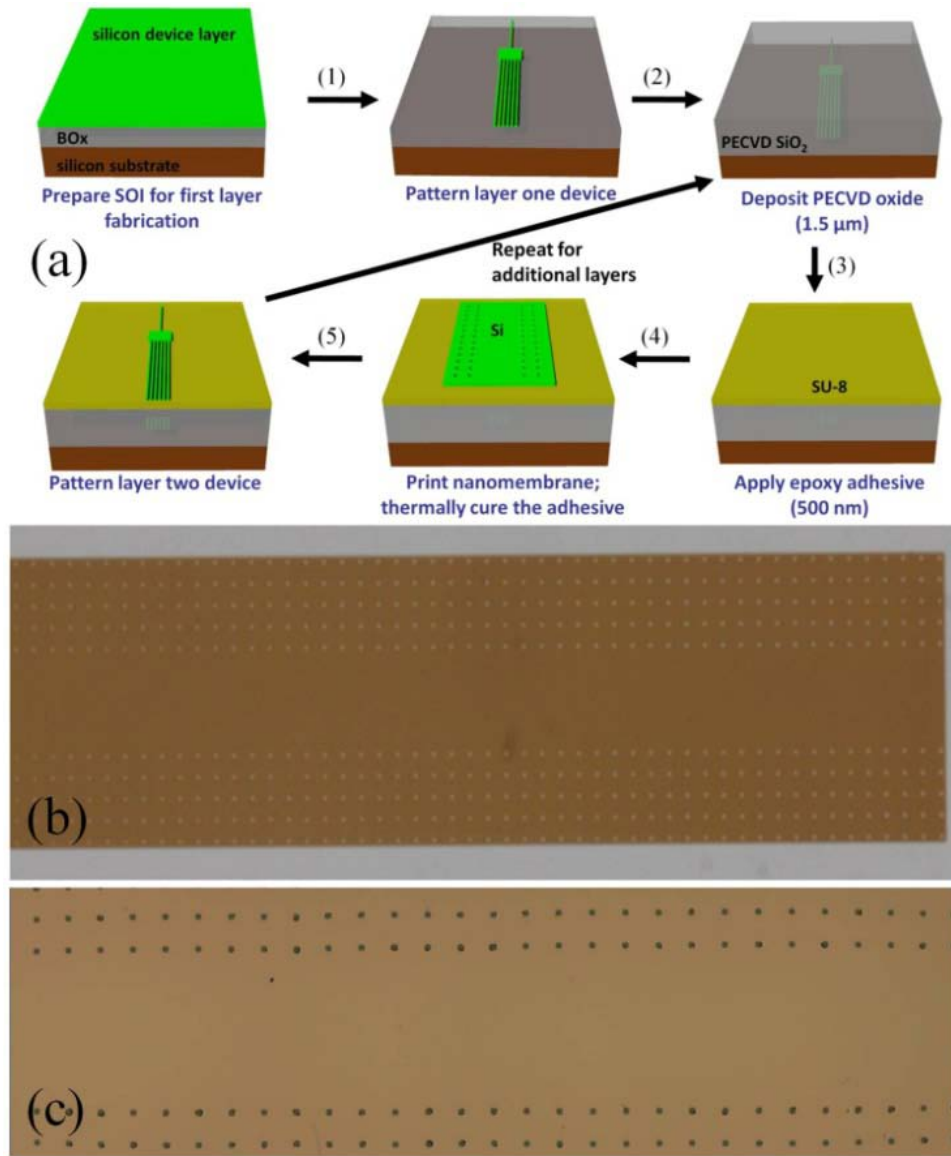 silicon device layer
BOx
silicon substrate
Prepare SOI for first layer
fabrication
(1)
Pattern layer one device
(2)
PECVD SiO₂
Deposit PECVD oxide
(1.5 μm)
(a)
Repeat for
additional layers
(3)
SU-8
Apply epoxy adhesive
(500 nm)
(4)
Si
Print nanomembrane;
thermally cure the adhesive
(5)
Pattern layer two device
(b)
(c)